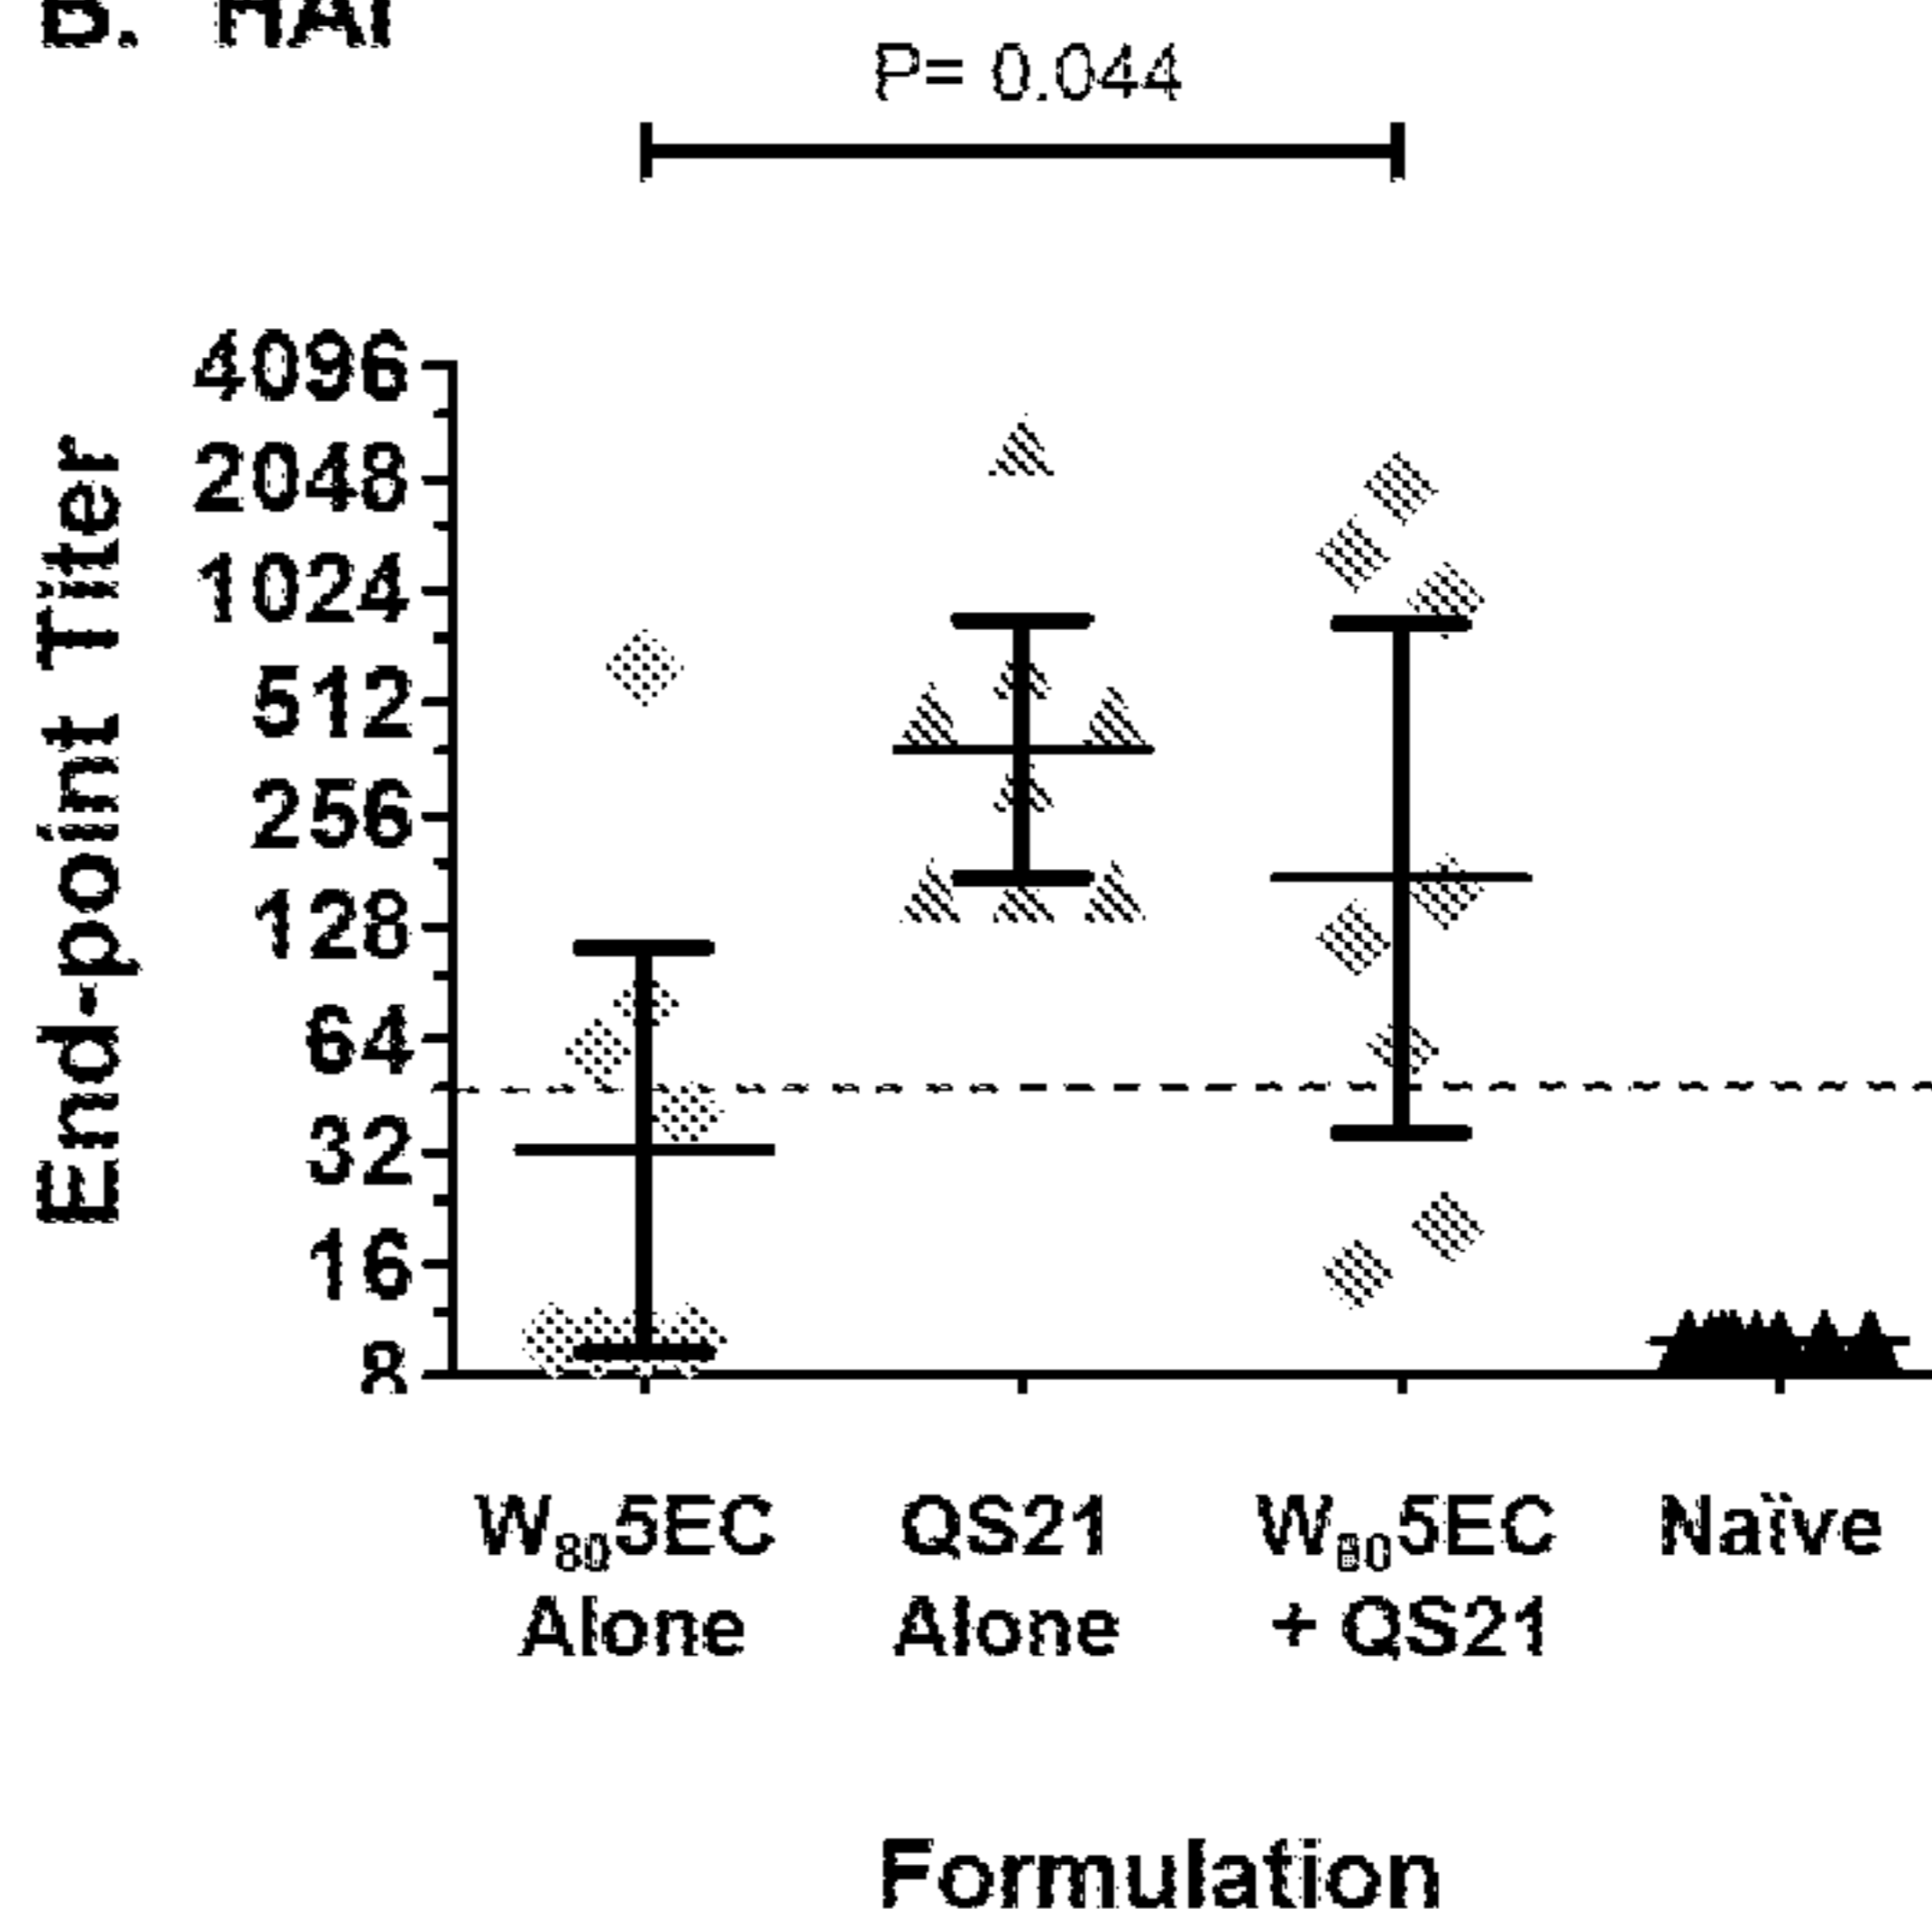 B. HAI
P= 0.044
4096
2048
1024
512
256
128
64
32
16
8
End-point Titer
W805EC QS21 W805EC Naïve
Alone Alone + QS21
Formulation